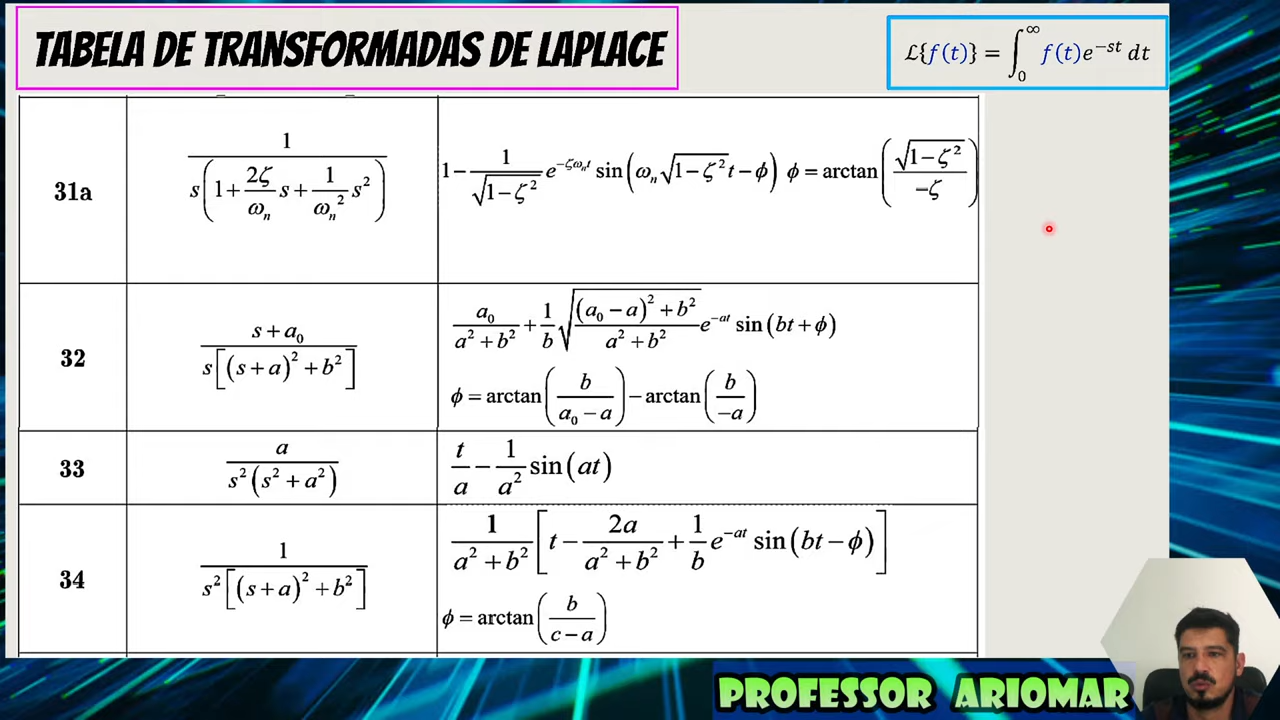 TABELA DE TRANSFORMADAS DE LAPLACE
ℒ{f(t)} = ∫₀^∞ f(t)e^{−st} dt
31a
1 / (s(1 + (2ζ/ωₙ)s + (1/ωₙ²)s²))
1 − (1/√(1−ζ²)) e^{−ζωₙt} sin(ωₙ√(1−ζ²)t − ϕ) ϕ = arctan(√(1−ζ²)/−ζ)
32
(s + a₀) / (s[(s + a)² + b²])
a₀/(a² + b²) + (1/b)√(((a₀ − a)² + b²)/(a² + b²)) e^{−at} sin(bt + ϕ)
ϕ = arctan(b/(a₀ − a)) − arctan(b/−a)
33
a / (s²(s² + a²))
t/a − (1/a²) sin(at)
34
1 / (s²[(s + a)² + b²])
1/(a² + b²) [t − 2a/(a² + b²) + (1/b) e^{−at} sin(bt − ϕ)]
ϕ = arctan(b/(c − a))
PROFESSOR ARIOMAR